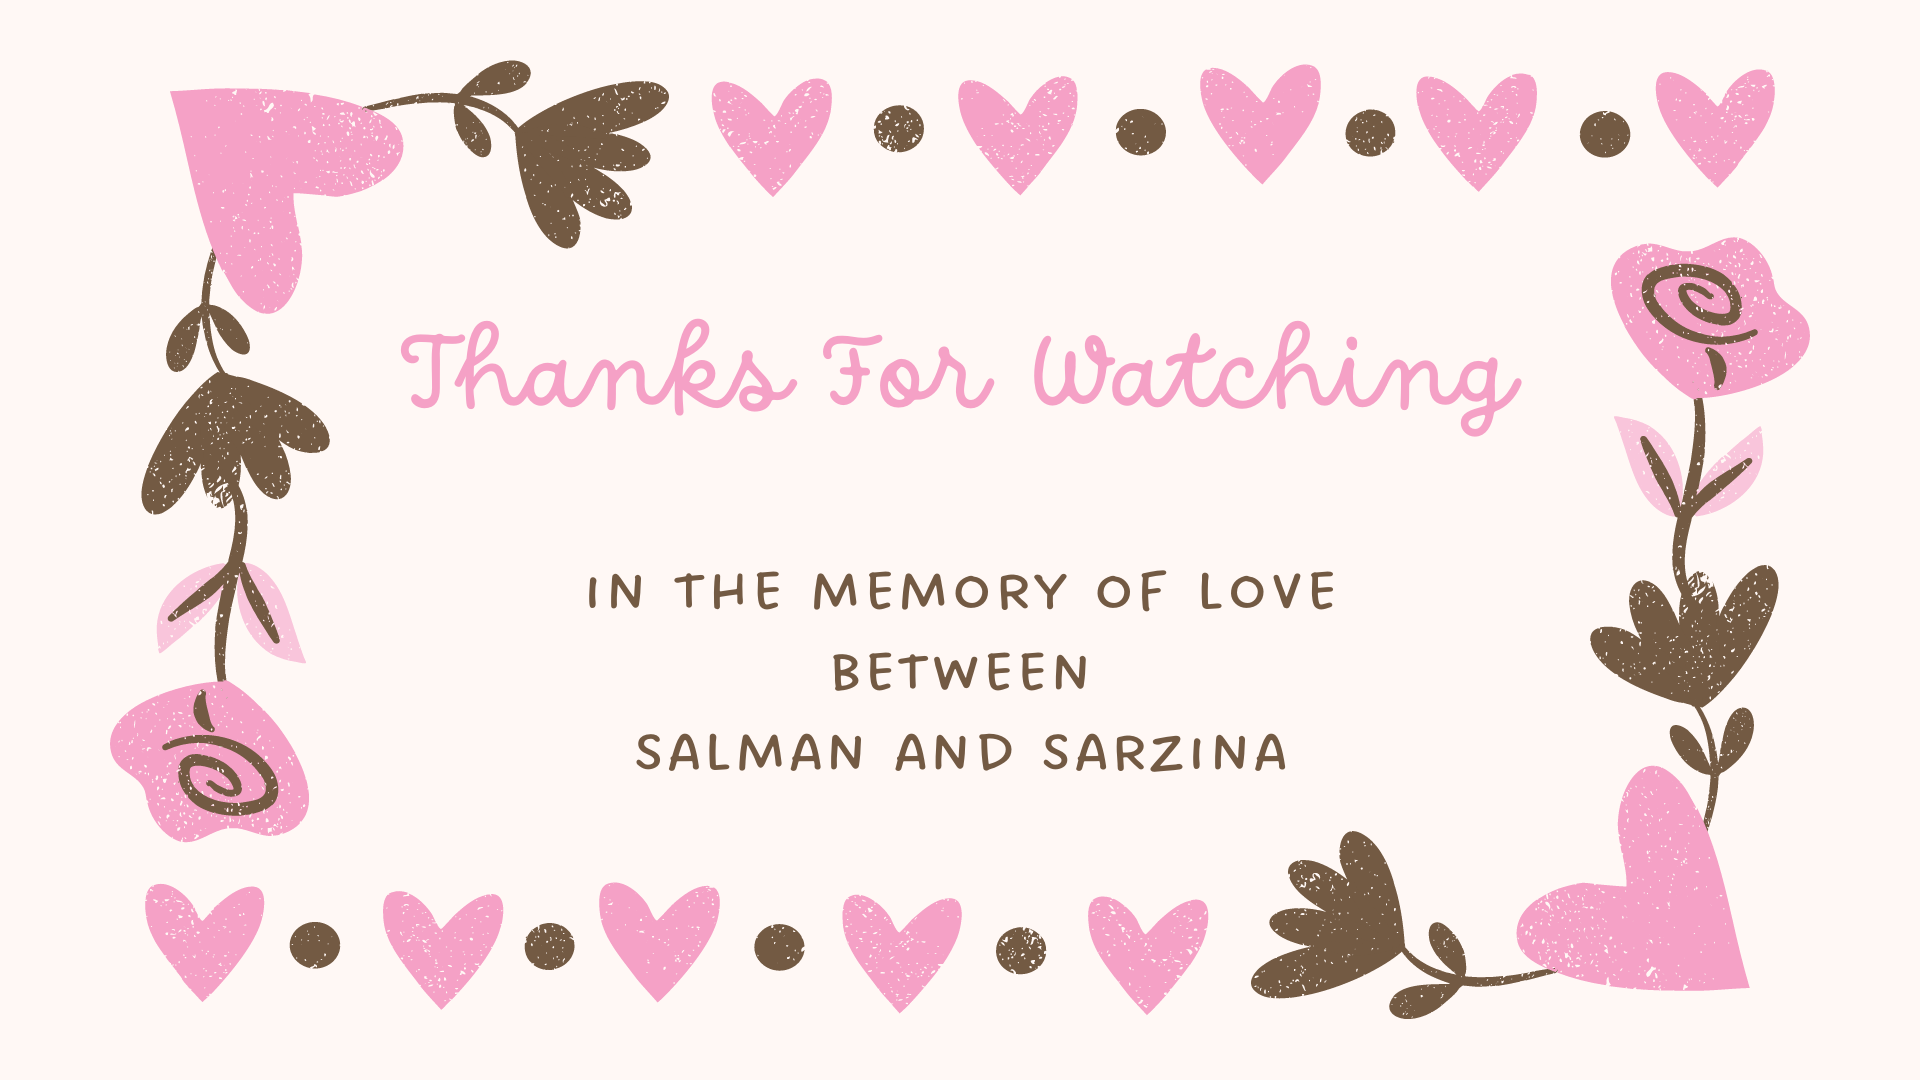 Thanks For Watching
IN THE MEMORY OF LOVE
BETWEEN
SALMAN AND SARZINA